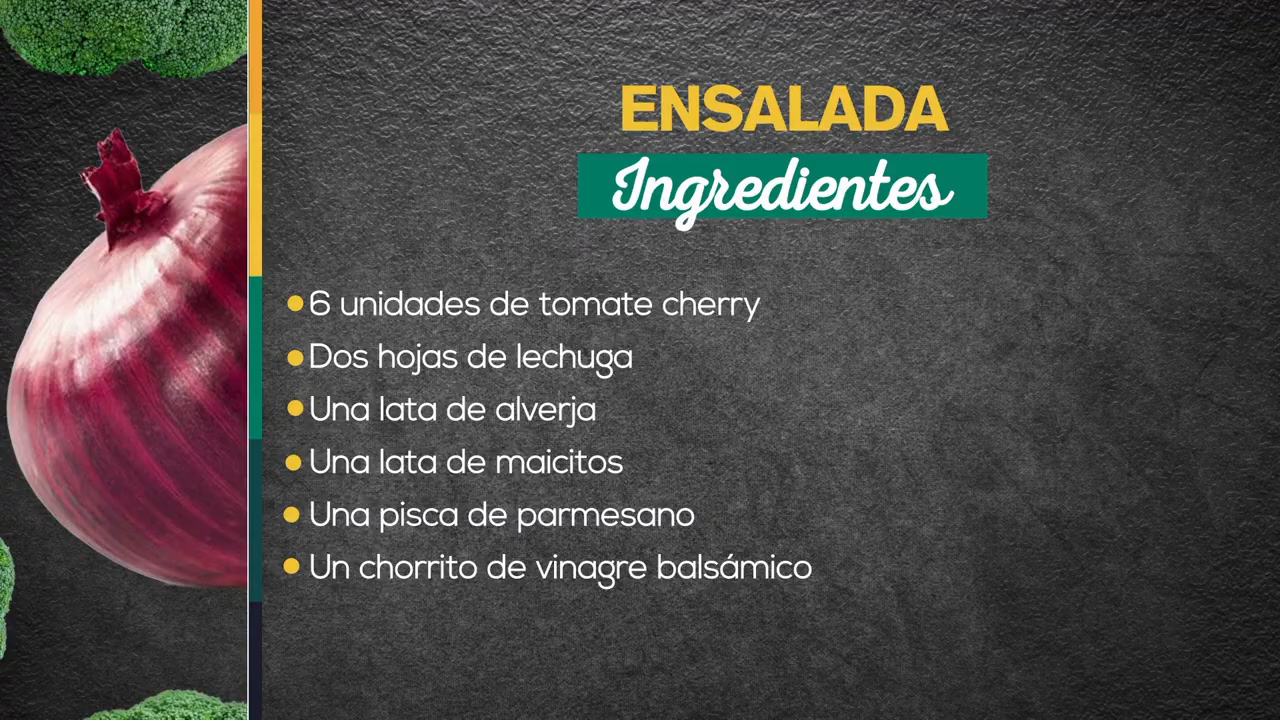 ENSALADA
Ingredientes
6 unidades de tomate cherry
Dos hojas de lechuga
Una lata de alverja
Una lata de maicitos
Una pisca de parmesano
Un chorrito de vinagre balsámico